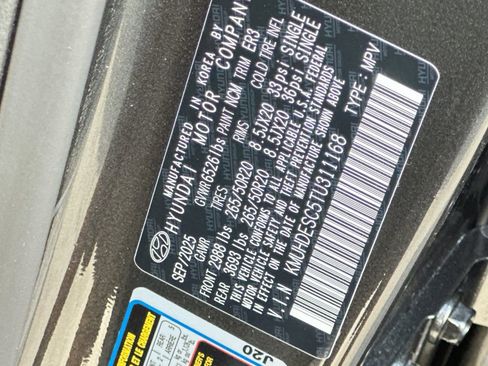 MANUFACTURED IN KOREA BY
HYUNDAI MOTOR COMPANY
GVWR 6526 lbs PAINT NCM TRIM ER3
TIRES RIMS COLD TIRE INFL
SEP/2025 GAWR
FRONT 2988 lbs 265/50R20 8.5JX20 33psi SINGLE
REAR 3693 lbs 265/50R20 8.5JX20 36psi SINGLE
THIS VEHICLE CONFORMS TO ALL APPLICABLE U.S.A. FEDERAL
MOTOR VEHICLE SAFETY, BUMPER AND THEFT PREVENTION STANDARDS
IN EFFECT ON THE DATE OF MANUFACTURE
V.I.N KMUHDESC5TU311168 TYPE : MPV
J20